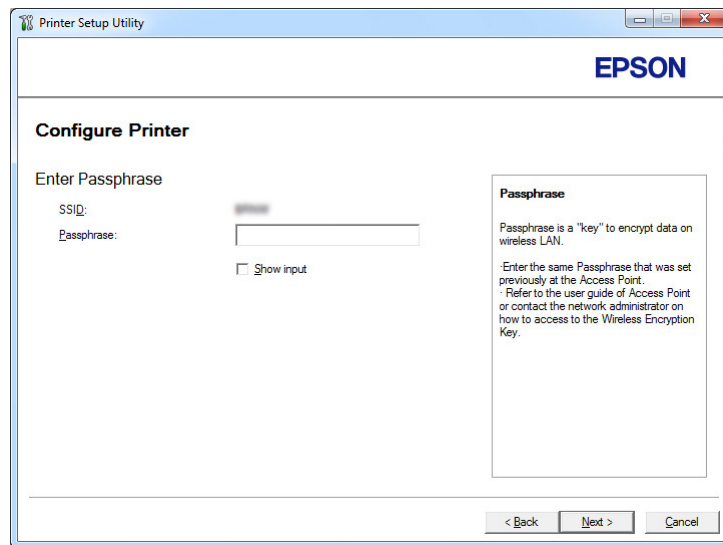 Printer Setup Utility
EPSON
Configure Printer
Enter Passphrase
SSID:
Passphrase:
Show input
Passphrase
Passphrase is a "key" to encrypt data on
wireless LAN.
·Enter the same Passphrase that was set
previously at the Access Point.
· Refer to the user guide of Access Point
or contact the network administrator on
how to access to the Wireless Encryption
Key.
< Back
Next >
Cancel